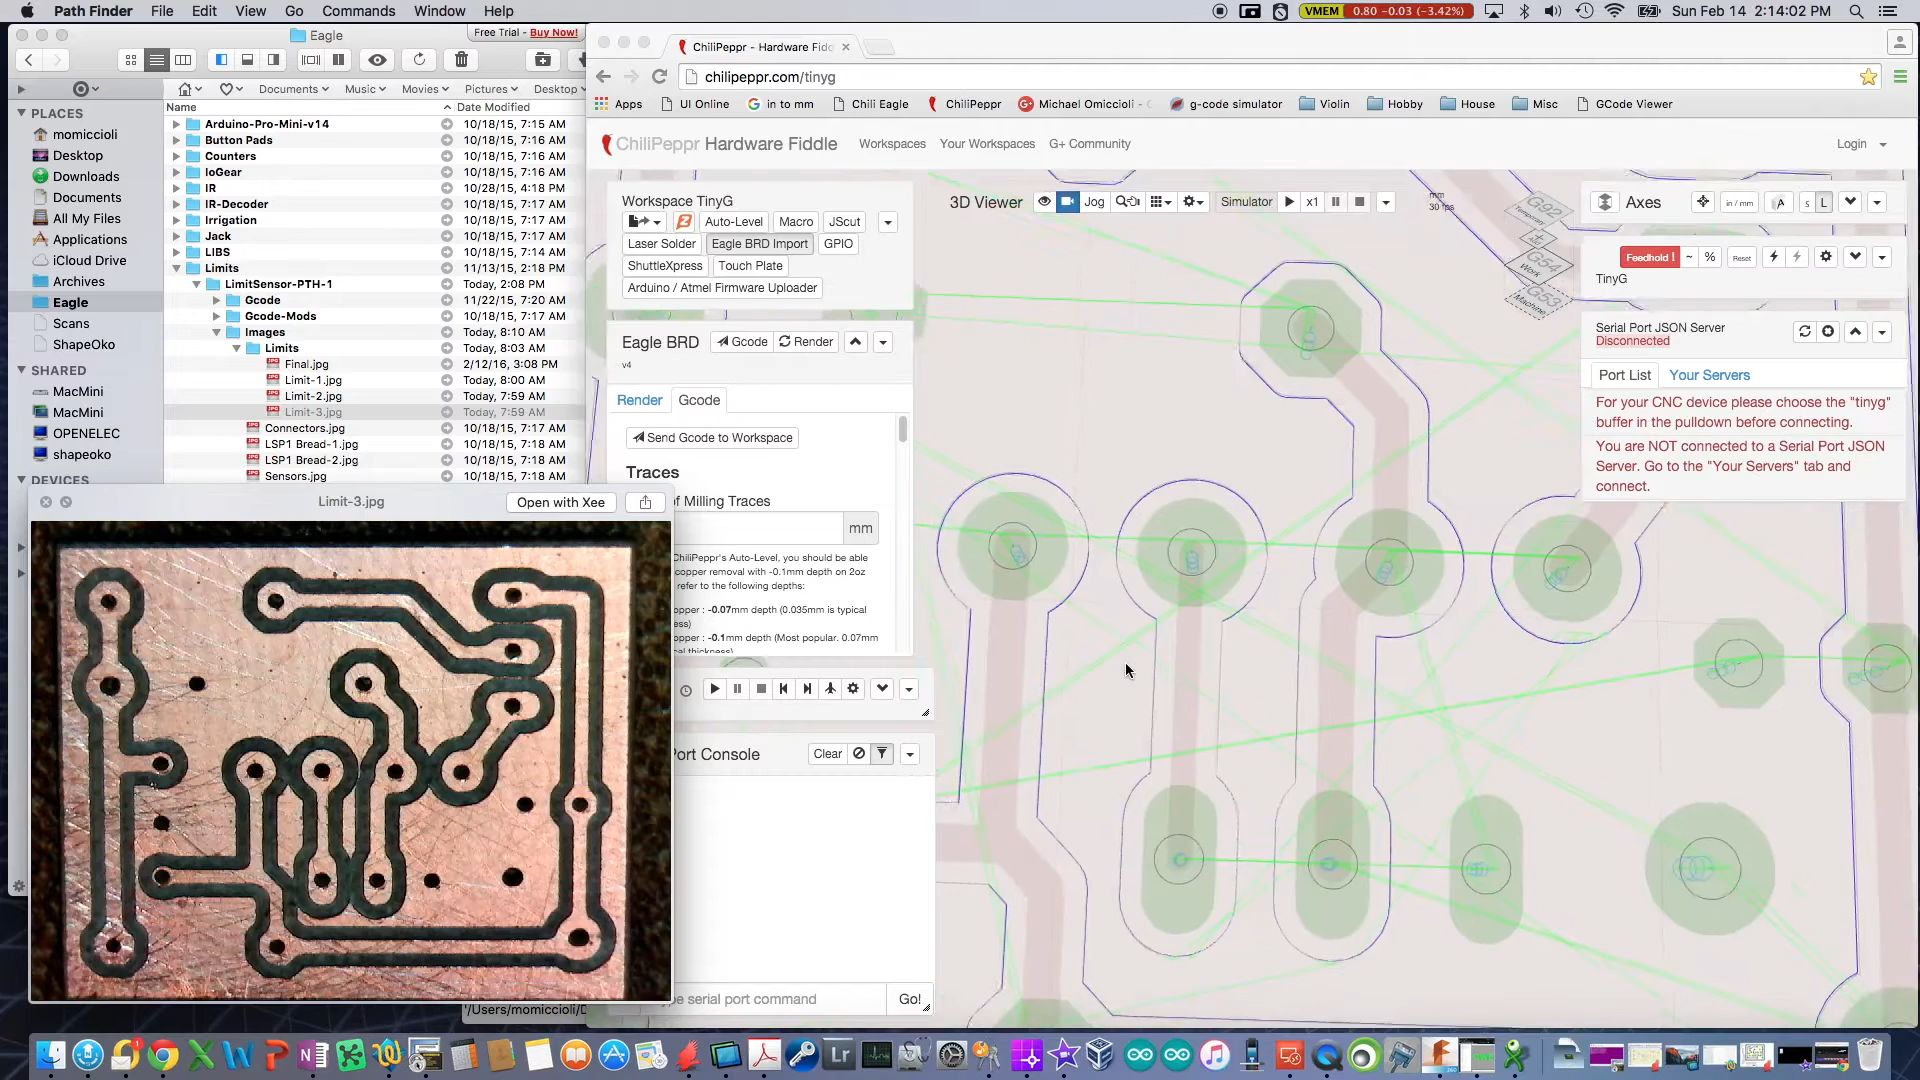 Path Finder File Edit View Go Commands Window Help
VMEM 0.80 -0.03 (-3.42%) Sun Feb 14 2:14:02 PM
Eagle
Free Trial - Buy Now!
Documents Music Movies Pictures Desktop
PLACES
momiccioli
Desktop
Downloads
Documents
All My Files
Applications
iCloud Drive
Archives
Eagle
Scans
ShapeOko
SHARED
MacMini
MacMini
OPENELEC
shapeoko
DEVICES
Name Date Modified
Arduino-Pro-Mini-v14 10/18/15, 7:15 AM
Button Pads 10/18/15, 7:16 AM
Counters 10/18/15, 7:16 AM
IoGear 10/18/15, 7:16 AM
IR 10/28/15, 4:18 PM
IR-Decoder 10/18/15, 7:16 AM
Irrigation 10/18/15, 7:16 AM
Jack 10/18/15, 7:17 AM
LIBS 10/18/15, 7:14 AM
Limits 11/13/15, 2:18 PM
LimitSensor-PTH-1 Today, 2:08 PM
Gcode 11/22/15, 7:20 AM
Gcode-Mods 10/18/15, 7:17 AM
Images Today, 8:10 AM
Limits Today, 8:03 AM
Final.jpg 2/12/16, 3:08 PM
Limit-1.jpg Today, 8:00 AM
Limit-2.jpg Today, 7:59 AM
Limit-3.jpg Today, 7:59 AM
Connectors.jpg 10/18/15, 7:17 AM
LSP1 Bread-1.jpg 10/18/15, 7:18 AM
LSP1 Bread-2.jpg 10/18/15, 7:18 AM
Sensors.jpg 10/18/15, 7:18 AM
Limit-3.jpg Open with Xee
'/Users/momiccioli/
ChiliPeppr - Hardware Fidd
chilipeppr.com/tinyg
Apps UI Online in to mm Chili Eagle ChiliPeppr Michael Omiccioli - g-code simulator Violin Hobby House Misc GCode Viewer
ChiliPeppr Hardware Fiddle Workspaces Your Workspaces G+ Community Login
Workspace TinyG
Auto-Level Macro JScut
Laser Solder Eagle BRD Import GPIO
ShuttleXpress Touch Plate
Arduino / Atmel Firmware Uploader
Eagle BRD Gcode Render
v4
Render Gcode
Send Gcode to Workspace
Traces
of Milling Traces
mm
ChiliPeppr's Auto-Level, you should be able
copper removal with -0.1mm depth on 2oz
refer to the following depths:
opper : -0.07mm depth (0.035mm is typical
ess)
opper : -0.1mm depth (Most popular. 0.07mm
Port Console Clear
pe serial port command Go!
3D Viewer Jog Simulator x1
mm
30 fps
G92
Temporary
Work
G54
G53
Machine
Axes in / mm A s L
Feedhold ! ~ % Reset
TinyG
Serial Port JSON Server
Disconnected
Port List Your Servers
For your CNC device please choose the "tinyg"
buffer in the pulldown before connecting.
You are NOT connected to a Serial Port JSON
Server. Go to the "Your Servers" tab and
connect.